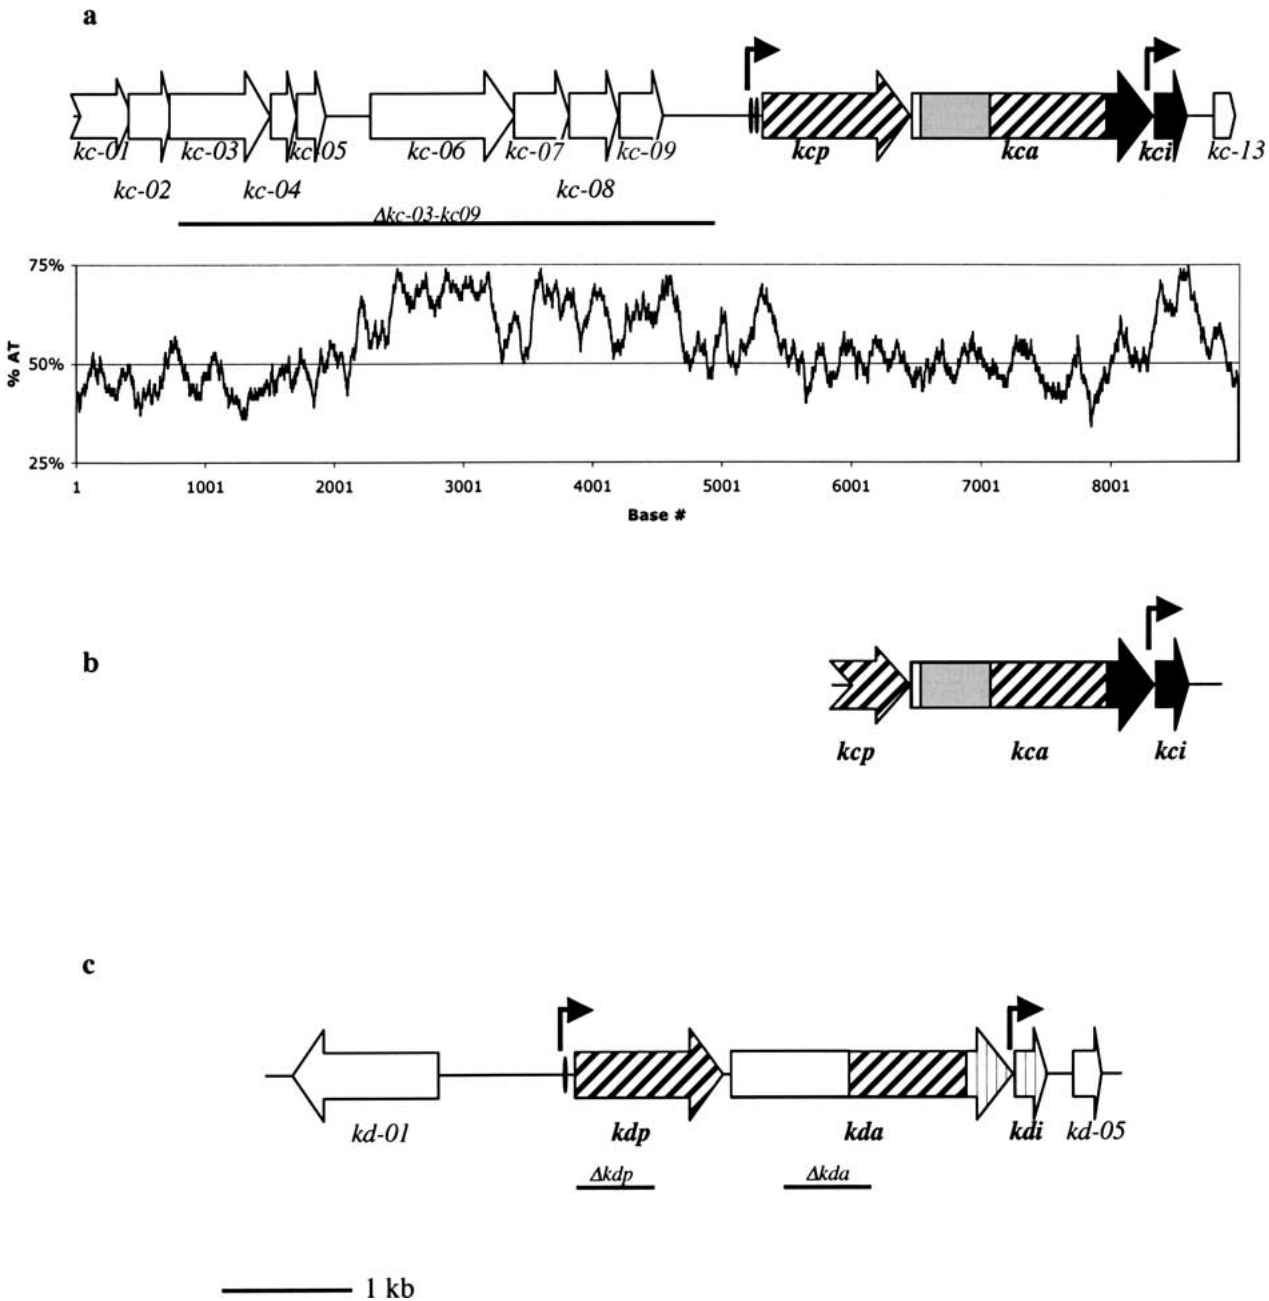 a
kc-01 kc-03 kc-05 kc-06 kc-07 kc-09 kcp kca kci kc-13
kc-02 kc-04 kc-08
Δkc-03-kc09
75%
50%
25%
% AT
1 1001 2001 3001 4001 5001 6001 7001 8001
Base #
b
kcp kca kci
c
kd-01 kdp kda kdi kd-05
Δkdp Δkda
1 kb